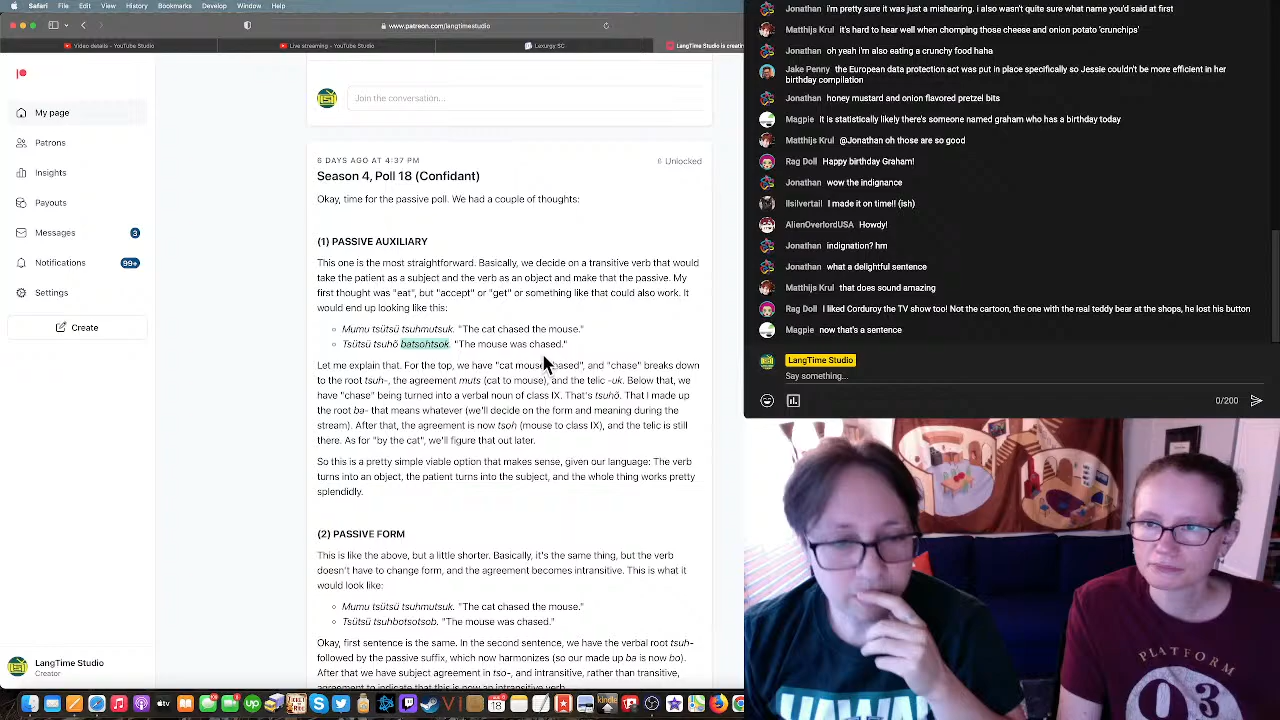 Safari File Edit View History Bookmarks Develop Window Help
www.patreon.com/langtimestudio
Video details - YouTube Studio
Live streaming - YouTube Studio
Lexurgy SC
LangTime Studio is creatin
My page
Patrons
Insights
Payouts
Messages 3
Notifications 99+
Settings
Create
LangTime Studio
Creator
Join the conversation...
6 DAYS AGO AT 4:37 PM
Unlocked
Season 4, Poll 18 (Confidant)
Okay, time for the passive poll. We had a couple of thoughts:
(1) PASSIVE AUXILIARY
This one is the most straightforward. Basically, we decide on a transitive verb that would
take the patient as a subject and the verb as an object and make that the passive. My
first thought was "eat", but "accept" or "get" or something like that could also work. It
would end up looking like this:
Mumu tsütsü tsuhmutsuk. "The cat chased the mouse."
Tsütsü tsuhö batsohtsok. "The mouse was chased."
Let me explain that. For the top, we have "cat mouse chased", and "chase" breaks down
to the root tsuh-, the agreement muts (cat to mouse), and the telic -uk. Below that, we
have "chase" being turned into a verbal noun of class IX. That's tsuhö. That I made up
the root ba- that means whatever (we'll decide on the form and meaning during the
stream). After that, the agreement is now tsoh (mouse to class IX), and the telic is still
there. As for "by the cat", we'll figure that out later.
So this is a pretty simple viable option that makes sense, given our language: The verb
turns into an object, the patient turns into the subject, and the whole thing works pretty
splendidly.
(2) PASSIVE FORM
This is like the above, but a little shorter. Basically, it's the same thing, but the verb
doesn't have to change form, and the agreement becomes intransitive. This is what it
would look like:
Mumu tsütsü tsuhmutsuk. "The cat chased the mouse."
Tsütsü tsuhbotsotsob. "The mouse was chased."
Okay, first sentence is the same. In the second sentence, we have the verbal root tsuh-
followed by the passive suffix, which now harmonizes (so our made up ba is now bo).
After that we have subject agreement in tso-, and intransitive, rather than transitive,
agreement to indicate that this is now an intransitive verb.
Jonathan i'm pretty sure it was just a mishearing. i also wasn't quite sure what name you'd said at first
Matthijs Krul it's hard to hear well when chomping those cheese and onion potato 'crunchips'
Jonathan oh yeah i'm also eating a crunchy food haha
Jake Penny the European data protection act was put in place specifically so Jessie couldn't be more efficient in her
birthday compilation
Jonathan honey mustard and onion flavored pretzel bits
Magpie It is statistically likely there's someone named graham who has a birthday today
Matthijs Krul @Jonathan oh those are so good
Rag Doll Happy birthday Graham!
Jonathan wow the indignance
Ilsilvertail I made it on time!! (ish)
AlienOverlordUSA Howdy!
Jonathan indignation? hm
Jonathan what a delightful sentence
Matthijs Krul that does sound amazing
Rag Doll I liked Corduroy the TV show too! Not the cartoon, the one with the real teddy bear at the shops, he lost his button
Magpie now that's a sentence
LangTime Studio
Say something...
0/200
PLATFORM
3